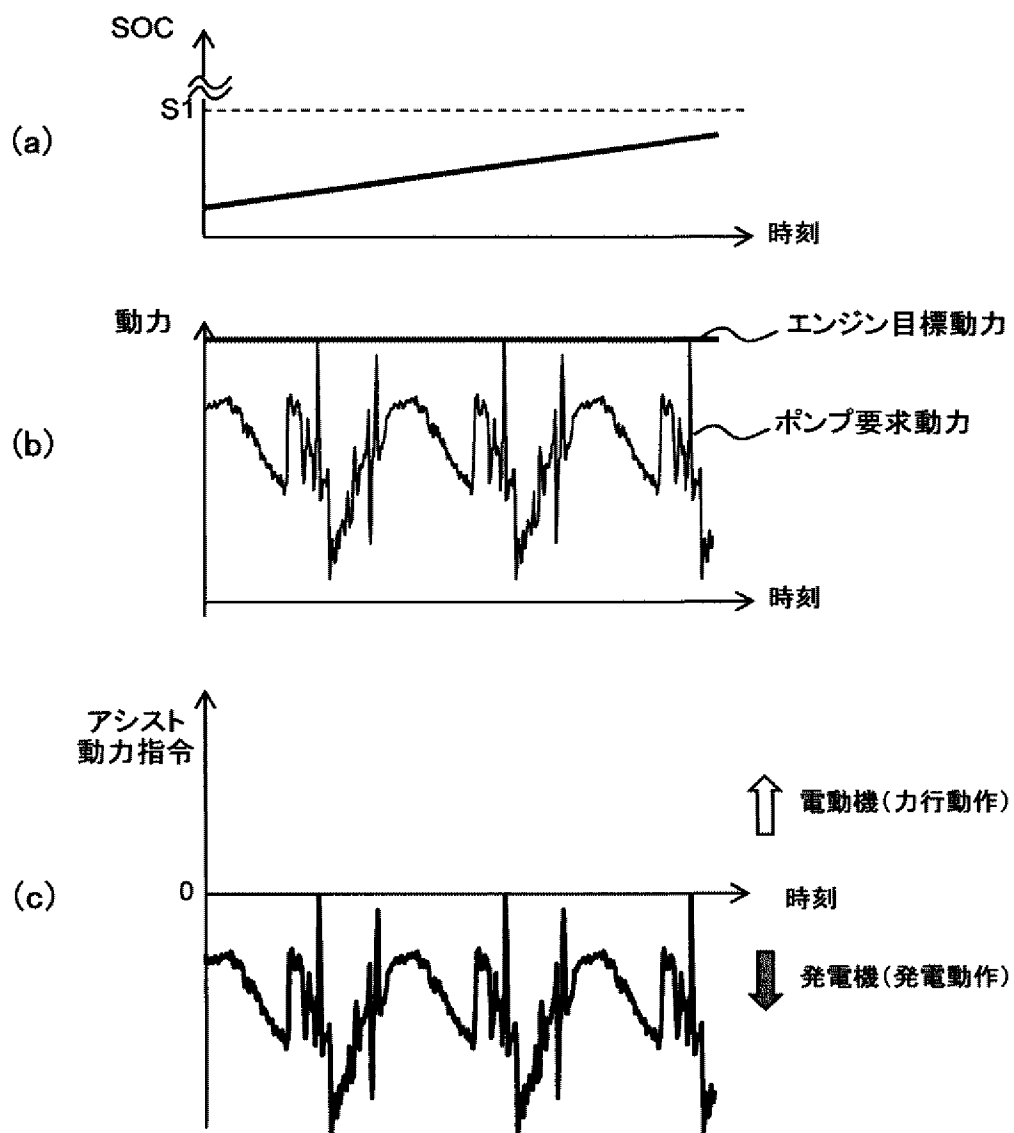 SOC
S1
(a)
時刻
動力
エンジン目標動力
ポンプ要求動力
(b)
時刻
アシスト
動力指令
電動機(力行動作)
0
(c)
時刻
発電機(発電動作)